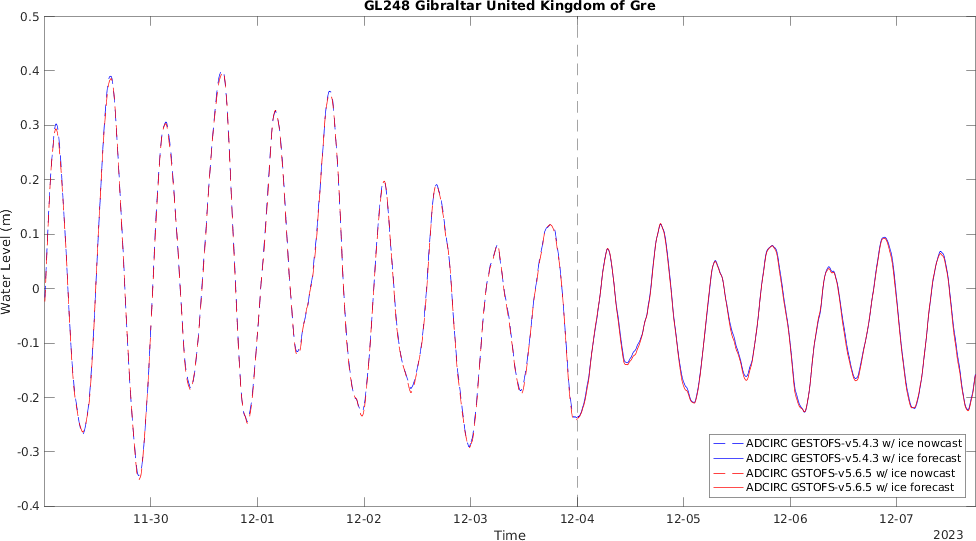 GL248 Gibraltar United Kingdom of Gre
0.5
0.4
0.3
0.2
0.1
0
-0.1
-0.2
-0.3
-0.4
Water Level (m)
11-30
12-01
12-02
12-03
12-04
12-05
12-06
12-07
Time
2023
ADCIRC GESTOFS-v5.4.3 w/ ice nowcast
ADCIRC GESTOFS-v5.4.3 w/ ice forecast
ADCIRC GSTOFS-v5.6.5 w/ ice nowcast
ADCIRC GSTOFS-v5.6.5 w/ ice forecast